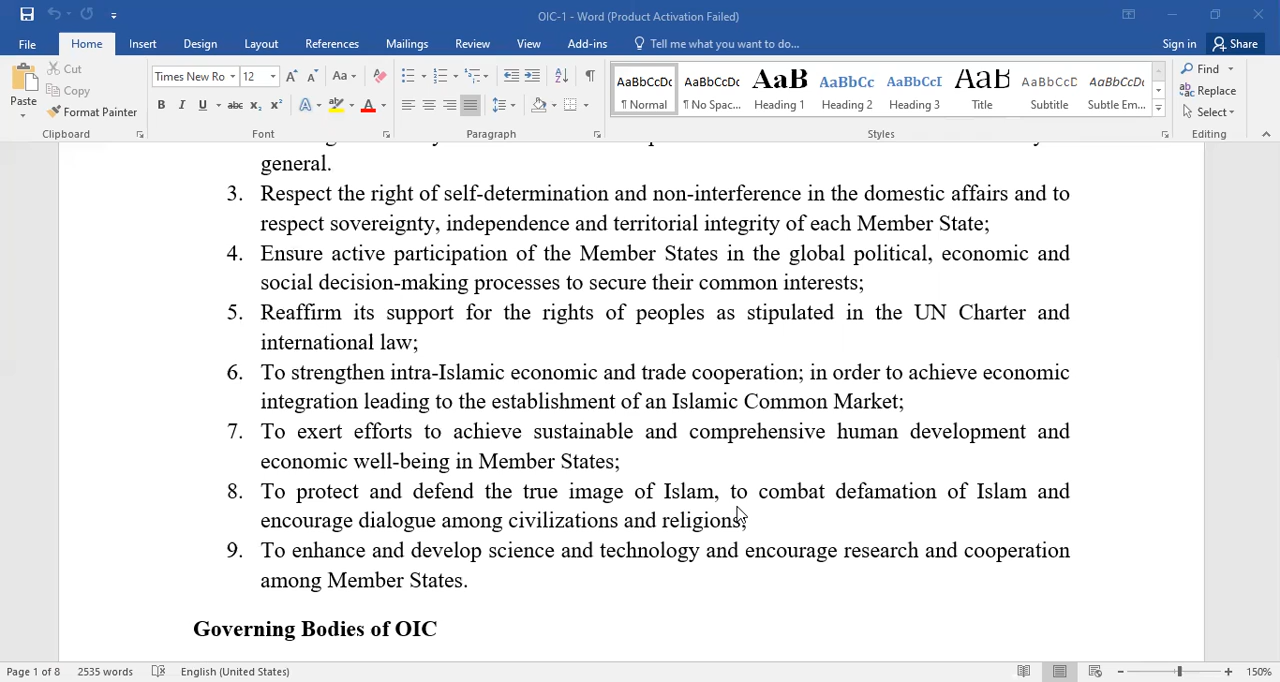 OIC-1 - Word (Product Activation Failed)
File Home Insert Design Layout References Mailings Review View Add-ins Tell me what you want to do... Sign in Share
Paste Cut Copy Format Painter Clipboard
Times New Ro 12 Aa Font
Paragraph
AaBbCcDc ¶ Normal AaBbCcDc ¶ No Spac... AaB Heading 1 AaBbCc Heading 2 AaBbCcI Heading 3 AaB Title AaBbCcD Subtitle AaBbCcDc Subtle Em... Styles
Find Replace Select Editing
general.
3. Respect the right of self-determination and non-interference in the domestic affairs and to
respect sovereignty, independence and territorial integrity of each Member State;
4. Ensure active participation of the Member States in the global political, economic and
social decision-making processes to secure their common interests;
5. Reaffirm its support for the rights of peoples as stipulated in the UN Charter and
international law;
6. To strengthen intra-Islamic economic and trade cooperation; in order to achieve economic
integration leading to the establishment of an Islamic Common Market;
7. To exert efforts to achieve sustainable and comprehensive human development and
economic well-being in Member States;
8. To protect and defend the true image of Islam, to combat defamation of Islam and
encourage dialogue among civilizations and religions;
9. To enhance and develop science and technology and encourage research and cooperation
among Member States.
Governing Bodies of OIC
Page 1 of 8 2535 words English (United States) 150%